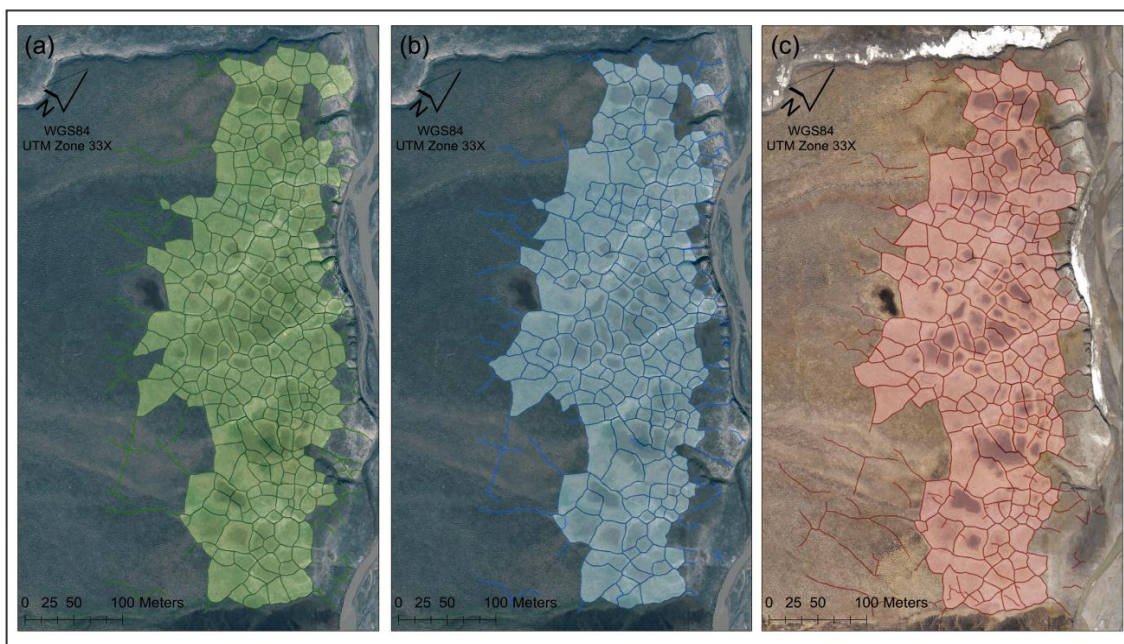 (a)
N
WGS84
UTM Zone 33X
0 25 50 100 Meters
(b)
N
WGS84
UTM Zone 33X
0 25 50 100 Meters
(c)
N
WGS84
UTM Zone 33X
0 25 50 100 Meters